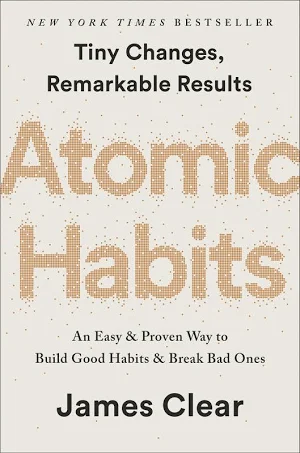 NEW YORK TIMES BESTSELLER
Tiny Changes,
Remarkable Results
Atomic
Habits
An Easy & Proven Way to
Build Good Habits & Break Bad Ones
James Clear